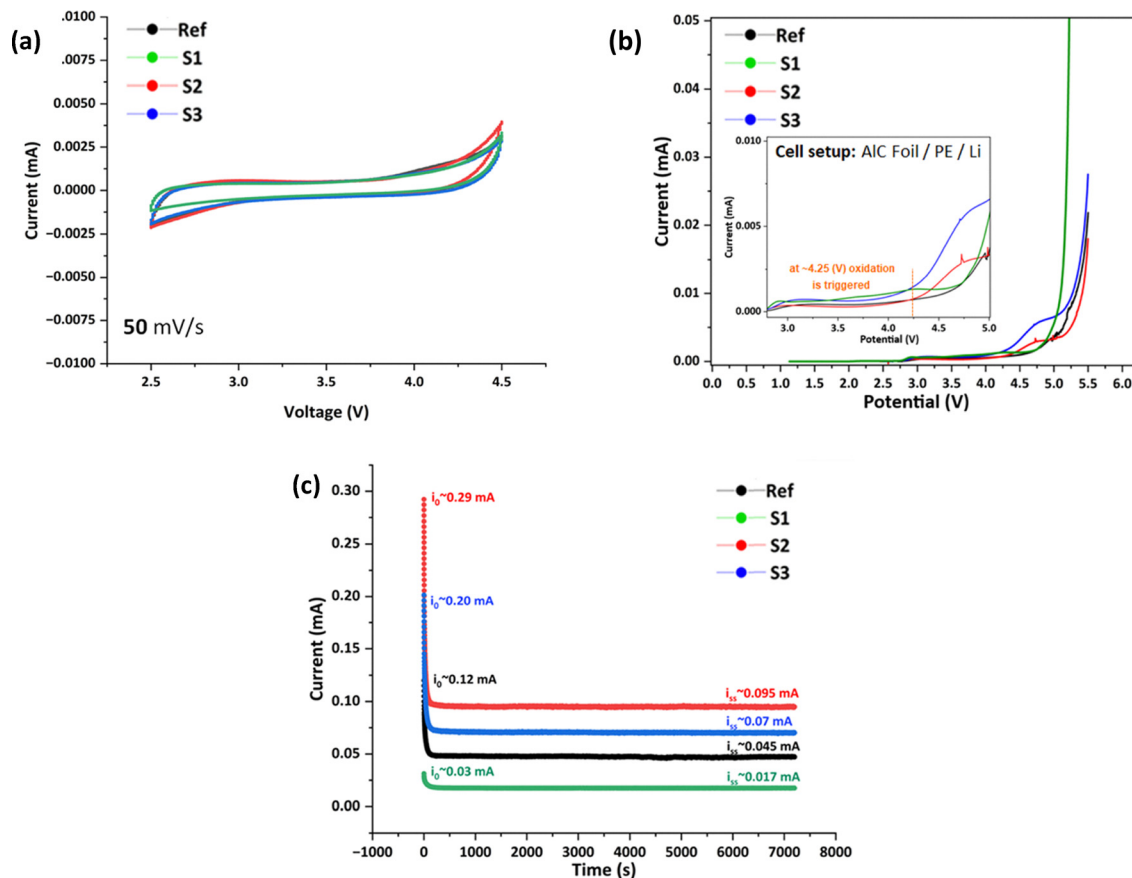 (a)
.0100
0.0075
0.0050
0.0025
0.0000
−0.0025
−0.0050
−0.0075
−0.0100
Current (mA)
Ref
S1
S2
S3
50 mV/s
2.5 3.0 3.5 4.0 4.5
Voltage (V)
(b)
0.05
0.04
0.03
0.02
0.01
0.00
Current (mA)
Ref
S1
S2
S3
Cell setup: AlC Foil / PE / Li
0.010
0.005
0.000
Current (mA)
at ~4.25 (V) oxidation
is triggered
3.0 3.5 4.0 4.5 5.0
Potential (V)
0.0 0.5 1.0 1.5 2.0 2.5 3.0 3.5 4.0 4.5 5.0 5.5 6.0
Potential (V)
(c)
0.30
0.25
0.20
0.15
0.10
0.05
0.00
Current (mA)
i0~0.29 mA
i0~0.20 mA
i0~0.12 mA
i0~0.03 mA
Ref
S1
S2
S3
iss~0.095 mA
iss~0.07 mA
iss~0.045 mA
iss~0.017 mA
−1000 0 1000 2000 3000 4000 5000 6000 7000 8000
Time (s)